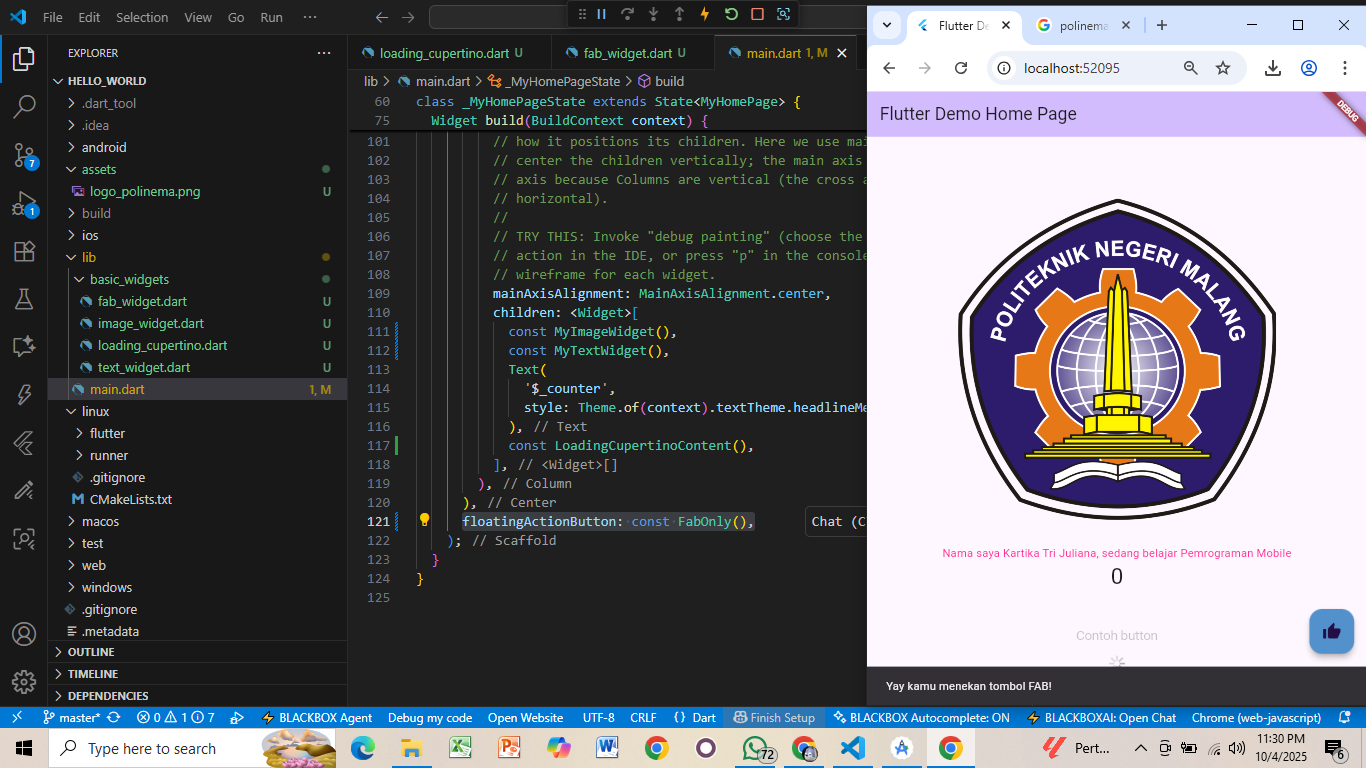 File Edit Selection View Go Run ···
EXPLORER ···
HELLO_WORLD
.dart_tool
.idea
android
assets
logo_polinema.png U
build
ios
lib
basic_widgets
fab_widget.dart U
image_widget.dart U
loading_cupertino.dart U
text_widget.dart U
main.dart 1, M
linux
flutter
runner
.gitignore
CMakeLists.txt
macos
test
web
windows
.gitignore
.metadata
OUTLINE
TIMELINE
DEPENDENCIES
7
1
loading_cupertino.dart U fab_widget.dart U main.dart 1, M
lib > main.dart > _MyHomePageState > build
60 class _MyHomePageState extends State<MyHomePage> {
75 Widget build(BuildContext context) {
101 // how it positions its children. Here we use mai
102 // center the children vertically; the main axis
103 // axis because Columns are vertical (the cross a
104 // horizontal).
105 //
106 // TRY THIS: Invoke "debug painting" (choose the
107 // action in the IDE, or press "p" in the console
108 // wireframe for each widget.
109 mainAxisAlignment: MainAxisAlignment.center,
110 children: <Widget>[
111 const MyImageWidget(),
112 const MyTextWidget(),
113 Text(
114 '$_counter',
115 style: Theme.of(context).textTheme.headlineMe
116 ), // Text
117 const LoadingCupertinoContent(),
118 ], // <Widget>[]
119 ), // Column
120 ), // Center
121 floatingActionButton: const FabOnly(),
Chat (C
122 ); // Scaffold
123 }
124 }
125
Flutter De
polinema
localhost:52095
Flutter Demo Home Page
DEBUG
POLITEKNIK NEGERI MALANG
Nama saya Kartika Tri Juliana, sedang belajar Pemrograman Mobile
0
Contoh button
Yay kamu menekan tombol FAB!
master* 0 1 7 BLACKBOX Agent Debug my code Open Website UTF-8 CRLF {} Dart Finish Setup BLACKBOX Autocomplete: ON BLACKBOXAI: Open Chat Chrome (web-javascript)
Type here to search
72
Pert...
11:30 PM
10/4/2025
6